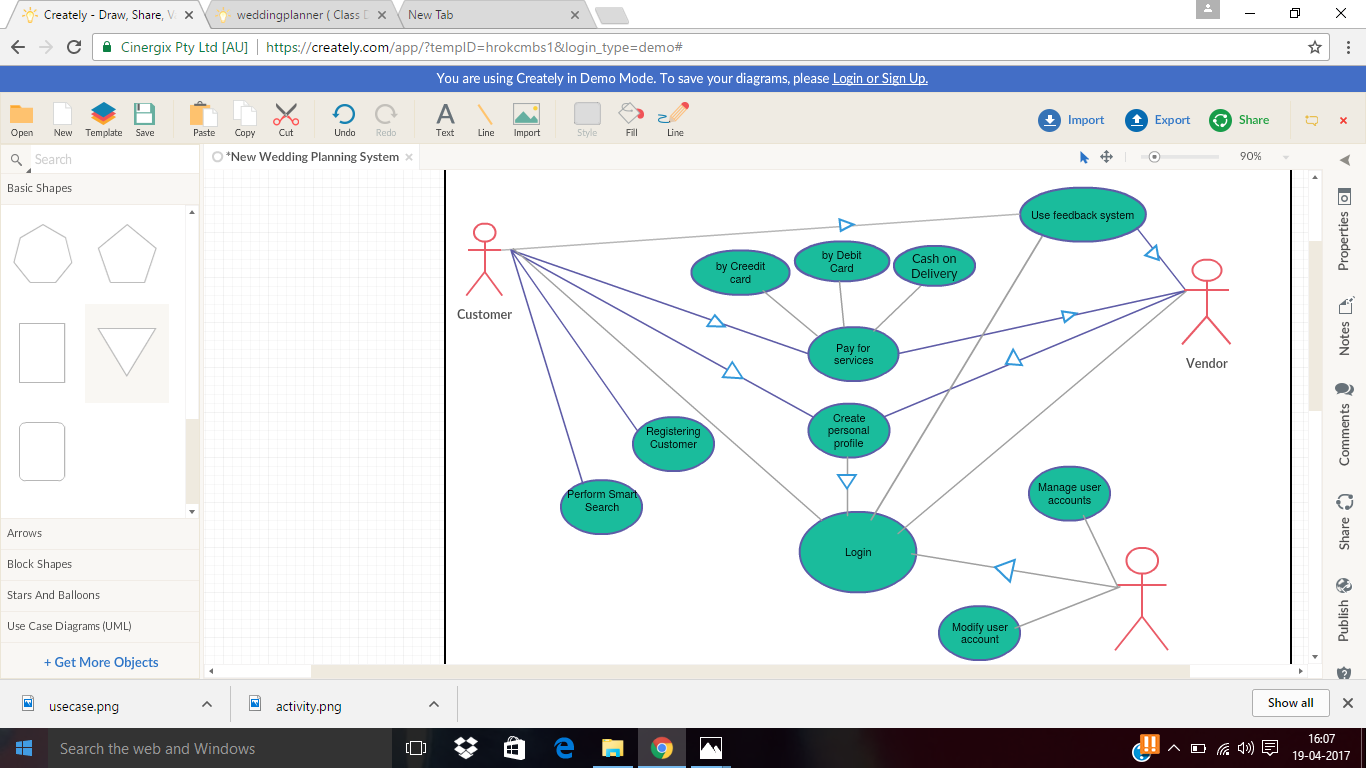 Creately - Draw, Share, V
weddingplanner ( Class D
New Tab
Cinergix Pty Ltd [AU]
https://creately.com/app/?tempID=hrokcmbs1&login_type=demo#
You are using Creately in Demo Mode. To save your diagrams, please Login or Sign Up.
Open
New
Template
Save
Paste
Copy
Cut
Undo
Redo
Text
Line
Import
Style
Fill
Line
Import
Export
Share
Search
*New Wedding Planning System
90%
Basic Shapes
Arrows
Block Shapes
Stars And Balloons
Use Case Diagrams (UML)
+ Get More Objects
Use feedback system
by Creedit
card
by Debit
Card
Cash on
Delivery
Customer
Vendor
Pay for
services
Create
personal
profile
Registering
Customer
Perform Smart
Search
Manage user
accounts
Login
Modify user
account
Properties
Notes
Comments
Share
Publish
usecase.png
activity.png
Show all
Search the web and Windows
16:07
19-04-2017